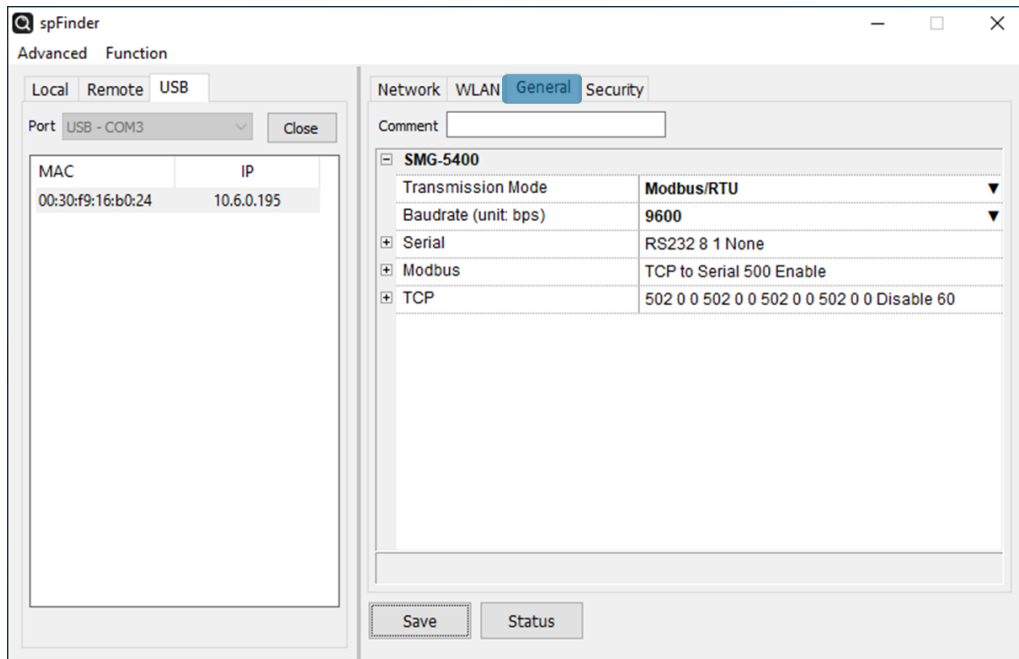 spFinder
Advanced Function
Local Remote USB
Port USB - COM3 Close
MAC IP
00:30:f9:16:b0:24 10.6.0.195
Network WLAN General Security
Comment
SMG-5400
Transmission Mode Modbus/RTU
Baudrate (unit: bps) 9600
Serial RS232 8 1 None
Modbus TCP to Serial 500 Enable
TCP 502 0 0 502 0 0 502 0 0 502 0 0 Disable 60
Save Status